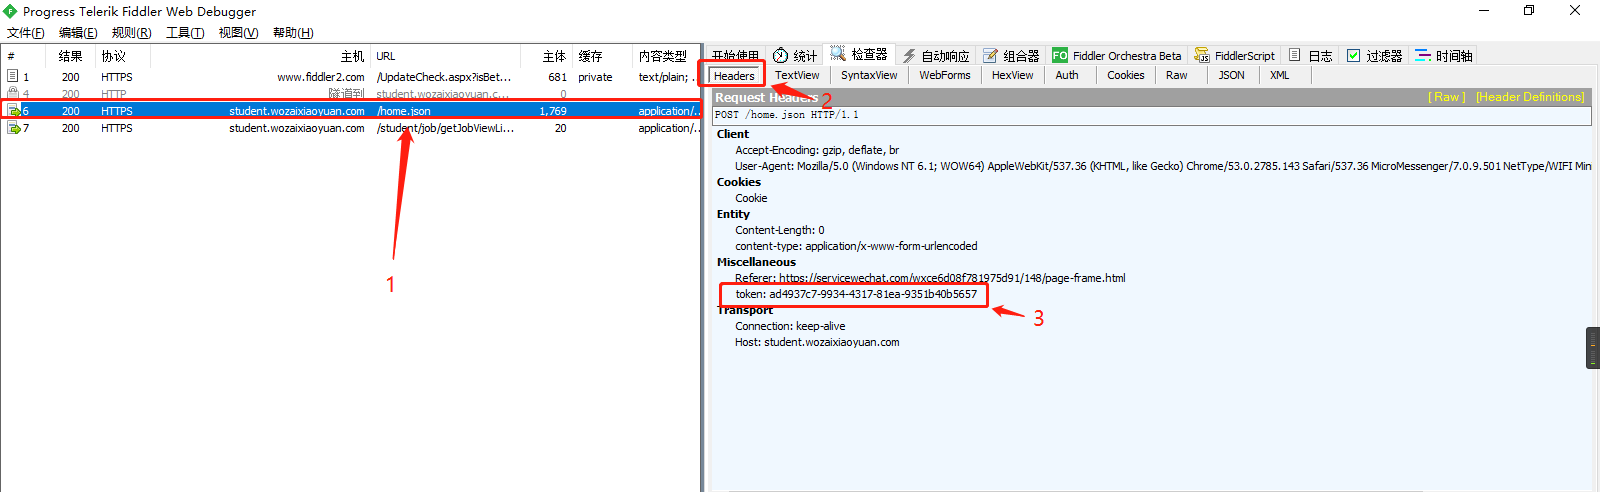 Progress Telerik Fiddler Web Debugger
文件(F) 编辑(E) 规则(R) 工具(T) 视图(V) 帮助(H)
# 结果 协议 主机 URL 主体 缓存 内容类型
1 200 HTTPS www.fiddler2.com /UpdateCheck.aspx?isBet... 681 private text/plain; ...
4 200 HTTP 隧道到 student.wozaixiaoyuan.c... 0
6 200 HTTPS student.wozaixiaoyuan.com /home.json 1,769 application/...
7 200 HTTPS student.wozaixiaoyuan.com /student/job/getJobViewLi... 20 application/...
1
开始使用 统计 检查器 自动响应 组合器 FO Fiddler Orchestra Beta FiddlerScript 日志 过滤器 时间轴
Headers TextView SyntaxView WebForms HexView Auth Cookies Raw JSON XML
2
Request Headers [ Raw ] [Header Definitions]
POST /home.json HTTP/1.1
Client
Accept-Encoding: gzip, deflate, br
User-Agent: Mozilla/5.0 (Windows NT 6.1; WOW64) AppleWebKit/537.36 (KHTML, like Gecko) Chrome/53.0.2785.143 Safari/537.36 MicroMessenger/7.0.9.501 NetType/WIFI Min
Cookies
Cookie
Entity
Content-Length: 0
content-type: application/x-www-form-urlencoded
Miscellaneous
Referer: https://servicewechat.com/wxce6d08f781975d91/148/page-frame.html
token: ad4937c7-9934-4317-81ea-9351b40b5657
3
Transport
Connection: keep-alive
Host: student.wozaixiaoyuan.com